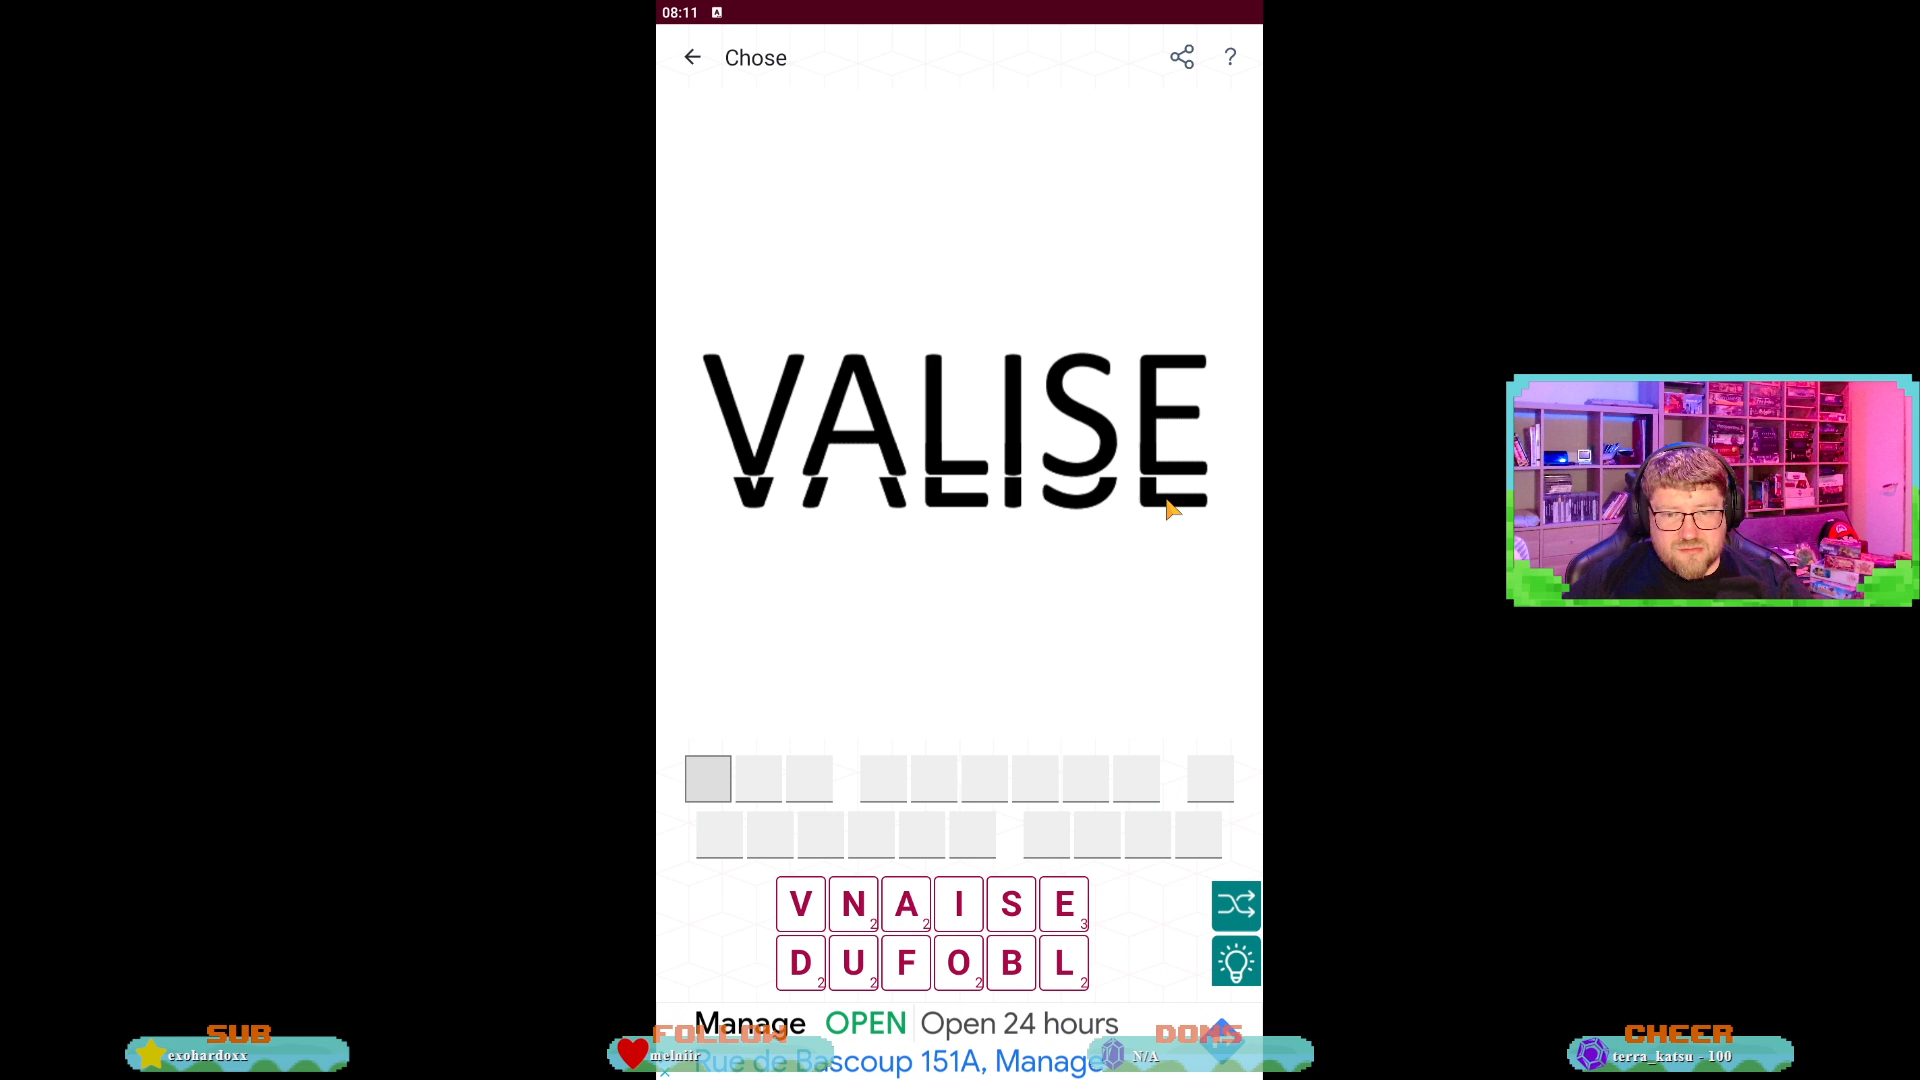 08:11
Chose
?
VALISE
V N 2 A 2 I S E 3
D 2 U 2 F O 2 B L 2
Manage OPEN Open 24 hours
Rue de Bascoup 151A, Manage
SUB
exohardoxx
FOLLOW
melniir
DONS
N/A
CHEER
terra_katsu - 100